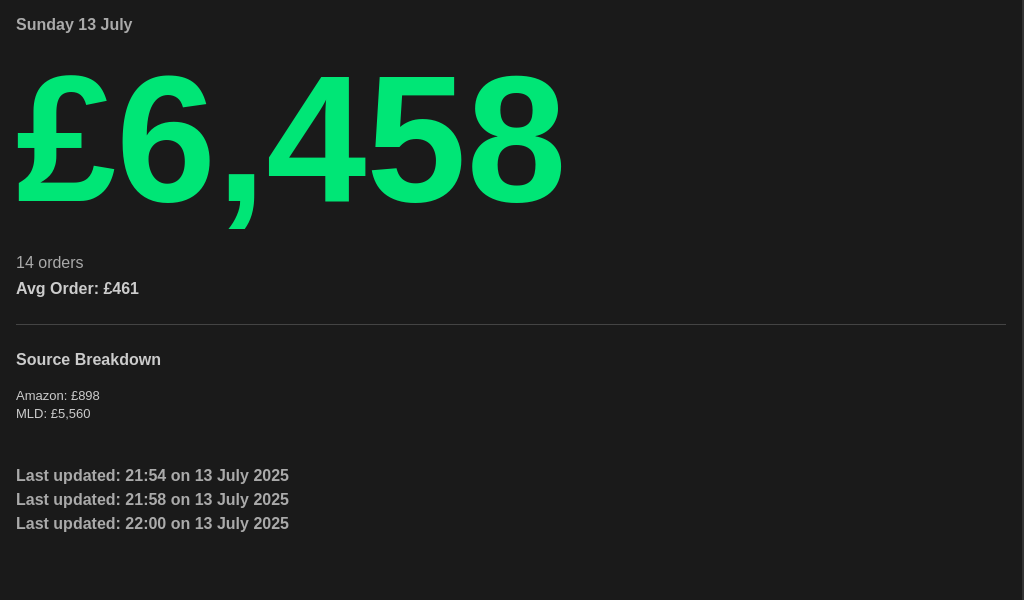 Sunday 13 July
£6,458
14 orders
Avg Order: £461
Source Breakdown
Amazon: £898
MLD: £5,560
Last updated: 21:54 on 13 July 2025
Last updated: 21:58 on 13 July 2025
Last updated: 22:00 on 13 July 2025